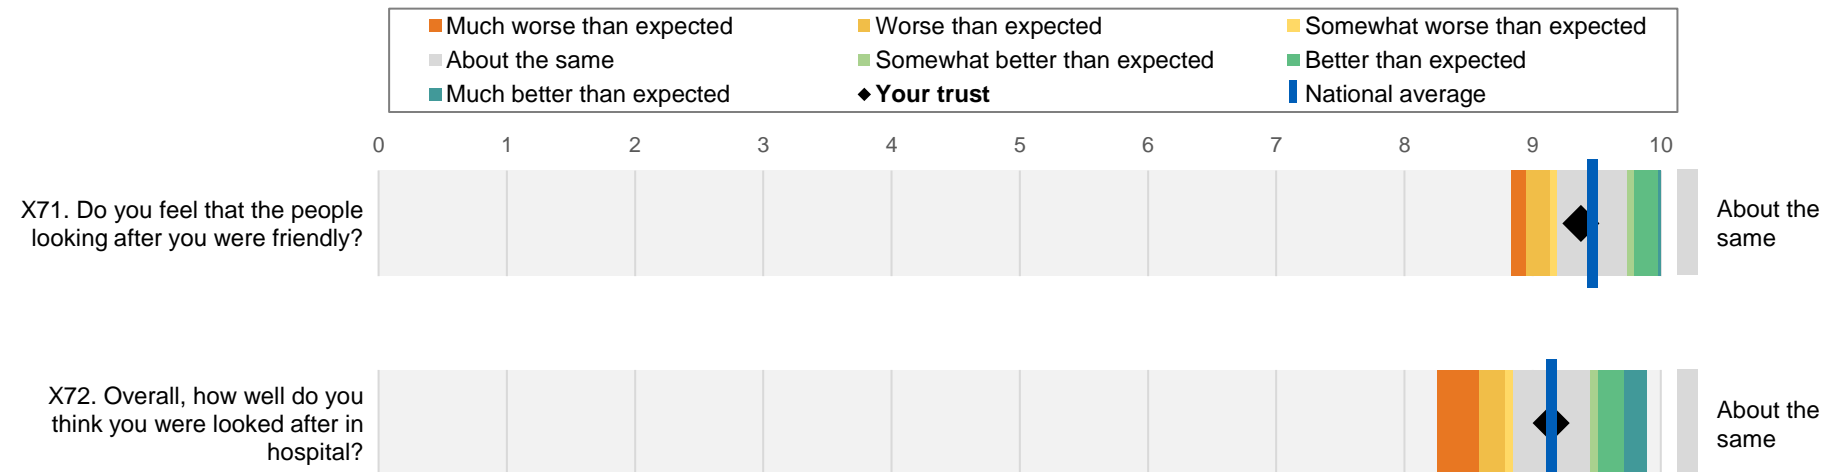 Much worse than expected
Worse than expected
Somewhat worse than expected
About the same
Somewhat better than expected
Better than expected
Much better than expected
Your trust
National average
0 1 2 3 4 5 6 7 8 9 10
X71. Do you feel that the people
looking after you were friendly?
About the
same
X72. Overall, how well do you
think you were looked after in
hospital?
About the
same